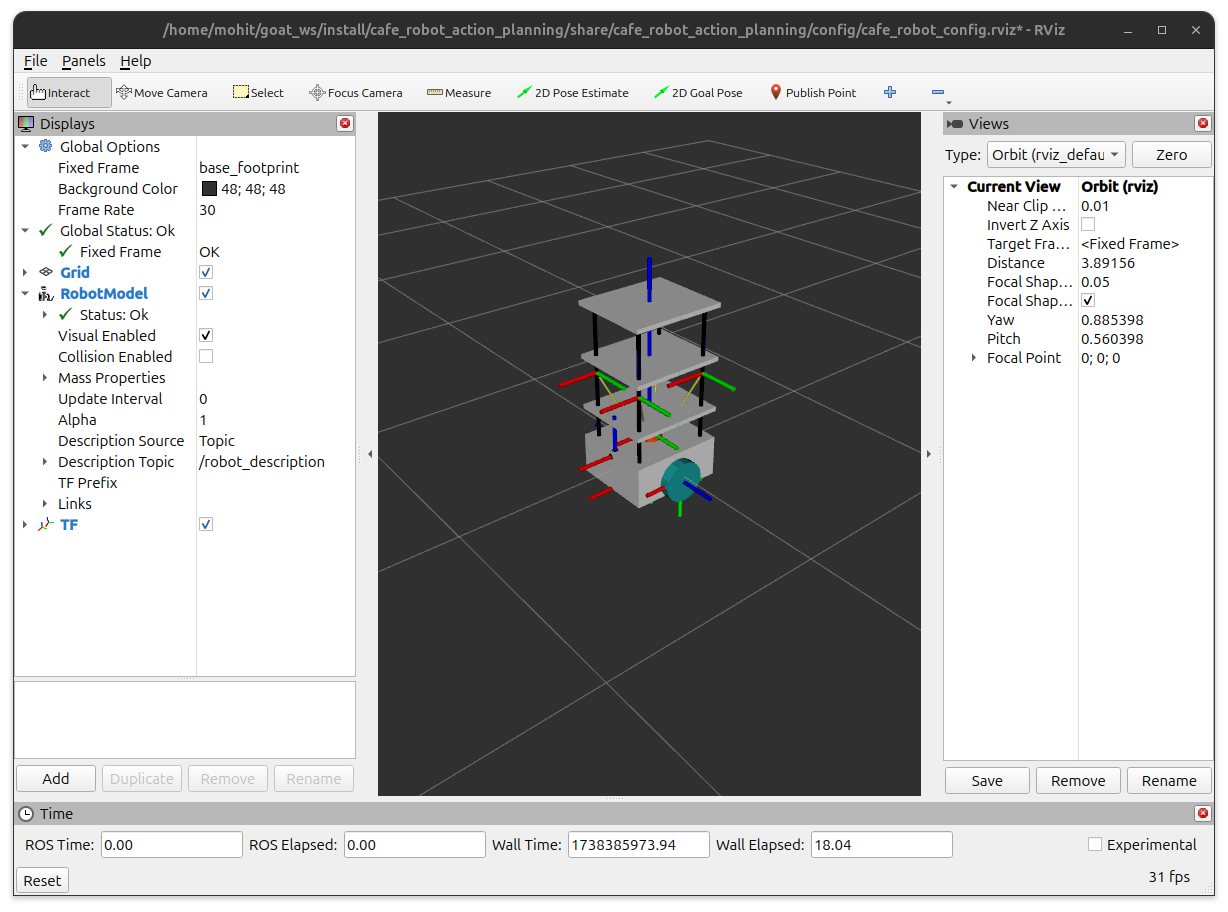 /home/mohit/goat_ws/install/cafe_robot_action_planning/share/cafe_robot_action_planning/config/cafe_robot_config.rviz* - RViz
File Panels Help
Interact Move Camera Select Focus Camera Measure 2D Pose Estimate 2D Goal Pose Publish Point
Displays
Global Options
Fixed Frame base_footprint
Background Color 48; 48; 48
Frame Rate 30
Global Status: Ok
Fixed Frame OK
Grid
RobotModel
Status: Ok
Visual Enabled
Collision Enabled
Mass Properties
Update Interval 0
Alpha 1
Description Source Topic
Description Topic /robot_description
TF Prefix
Links
TF
Add Duplicate Remove Rename
Views
Type: Orbit (rviz_defau Zero
Current View Orbit (rviz)
Near Clip ... 0.01
Invert Z Axis
Target Fra... <Fixed Frame>
Distance 3.89156
Focal Shap... 0.05
Focal Shap...
Yaw 0.885398
Pitch 0.560398
Focal Point 0; 0; 0
Save Remove Rename
Time
ROS Time: 0.00 ROS Elapsed: 0.00 Wall Time: 1738385973.94 Wall Elapsed: 18.04 Experimental
Reset 31 fps